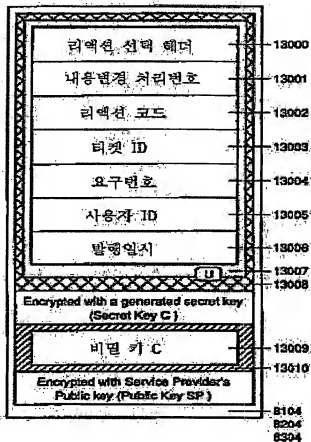 리액션 선택 헤더 13000
내용변경 처리번호 13001
리액션 코드 13002
티켓 ID 13003
요구번호 13004
사용자 ID 13005
발행일시 13006
U 13007
13008
Encrypted with a generated secret key
(Secret Key C )
비밀 키 C 13009
13010
Encrypted with Service Provider's
Public key (Public Key SP )
8104
8204
8304